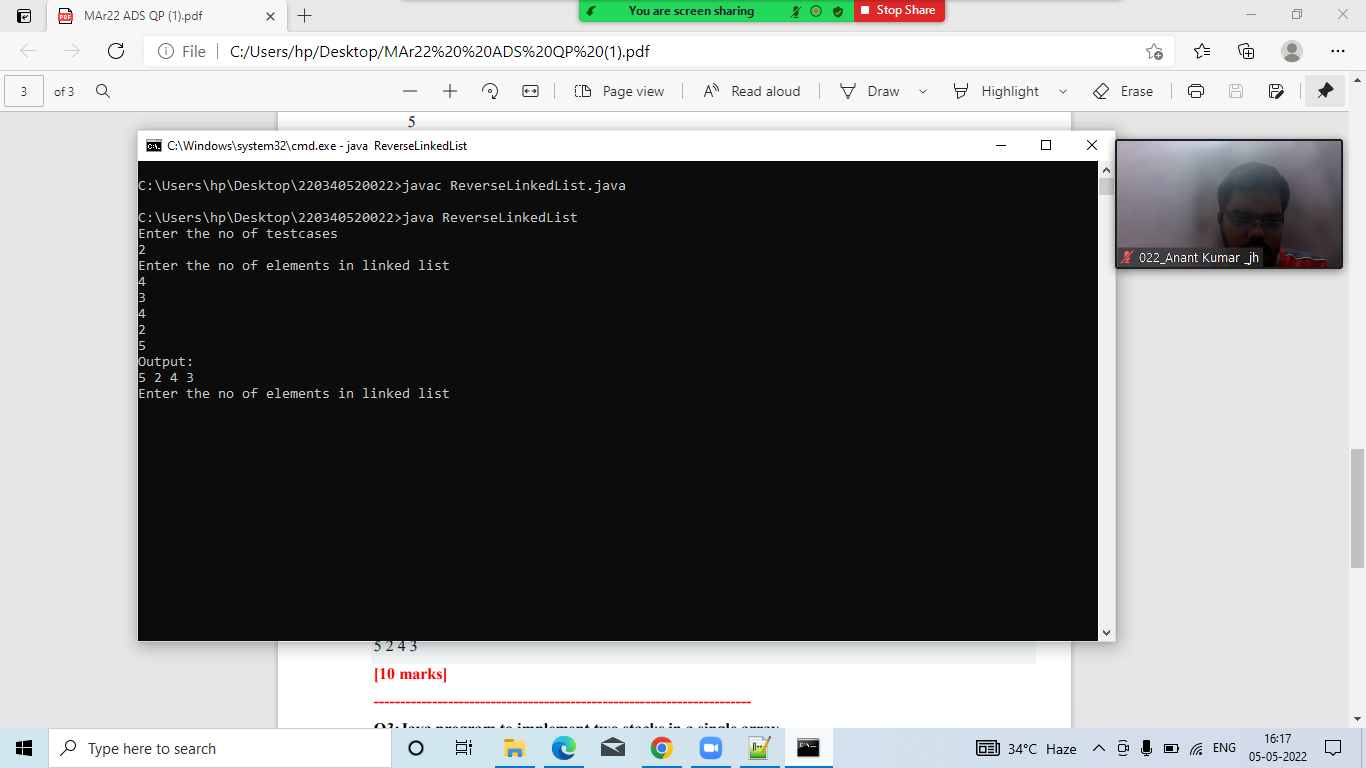 MAr22 ADS QP (1).pdf
You are screen sharing
Stop Share
File
C:/Users/hp/Desktop/MAr22%20%20ADS%20QP%20(1).pdf
3 of 3
Page view
Read aloud
Draw
Highlight
Erase
5
C:\Windows\system32\cmd.exe - java ReverseLinkedList
C:\Users\hp\Desktop\220340520022>javac ReverseLinkedList.java
C:\Users\hp\Desktop\220340520022>java ReverseLinkedList
Enter the no of testcases
2
Enter the no of elements in linked list
4
3
4
2
5
Output:
5 2 4 3
Enter the no of elements in linked list
022_Anant Kumar _jh
5 2 4 3
[10 marks]
-----------------------------------------------------------------------
Q3: Java program to implement two stacks in a single array
Type here to search
34°C Haze
ENG
16:17
05-05-2022